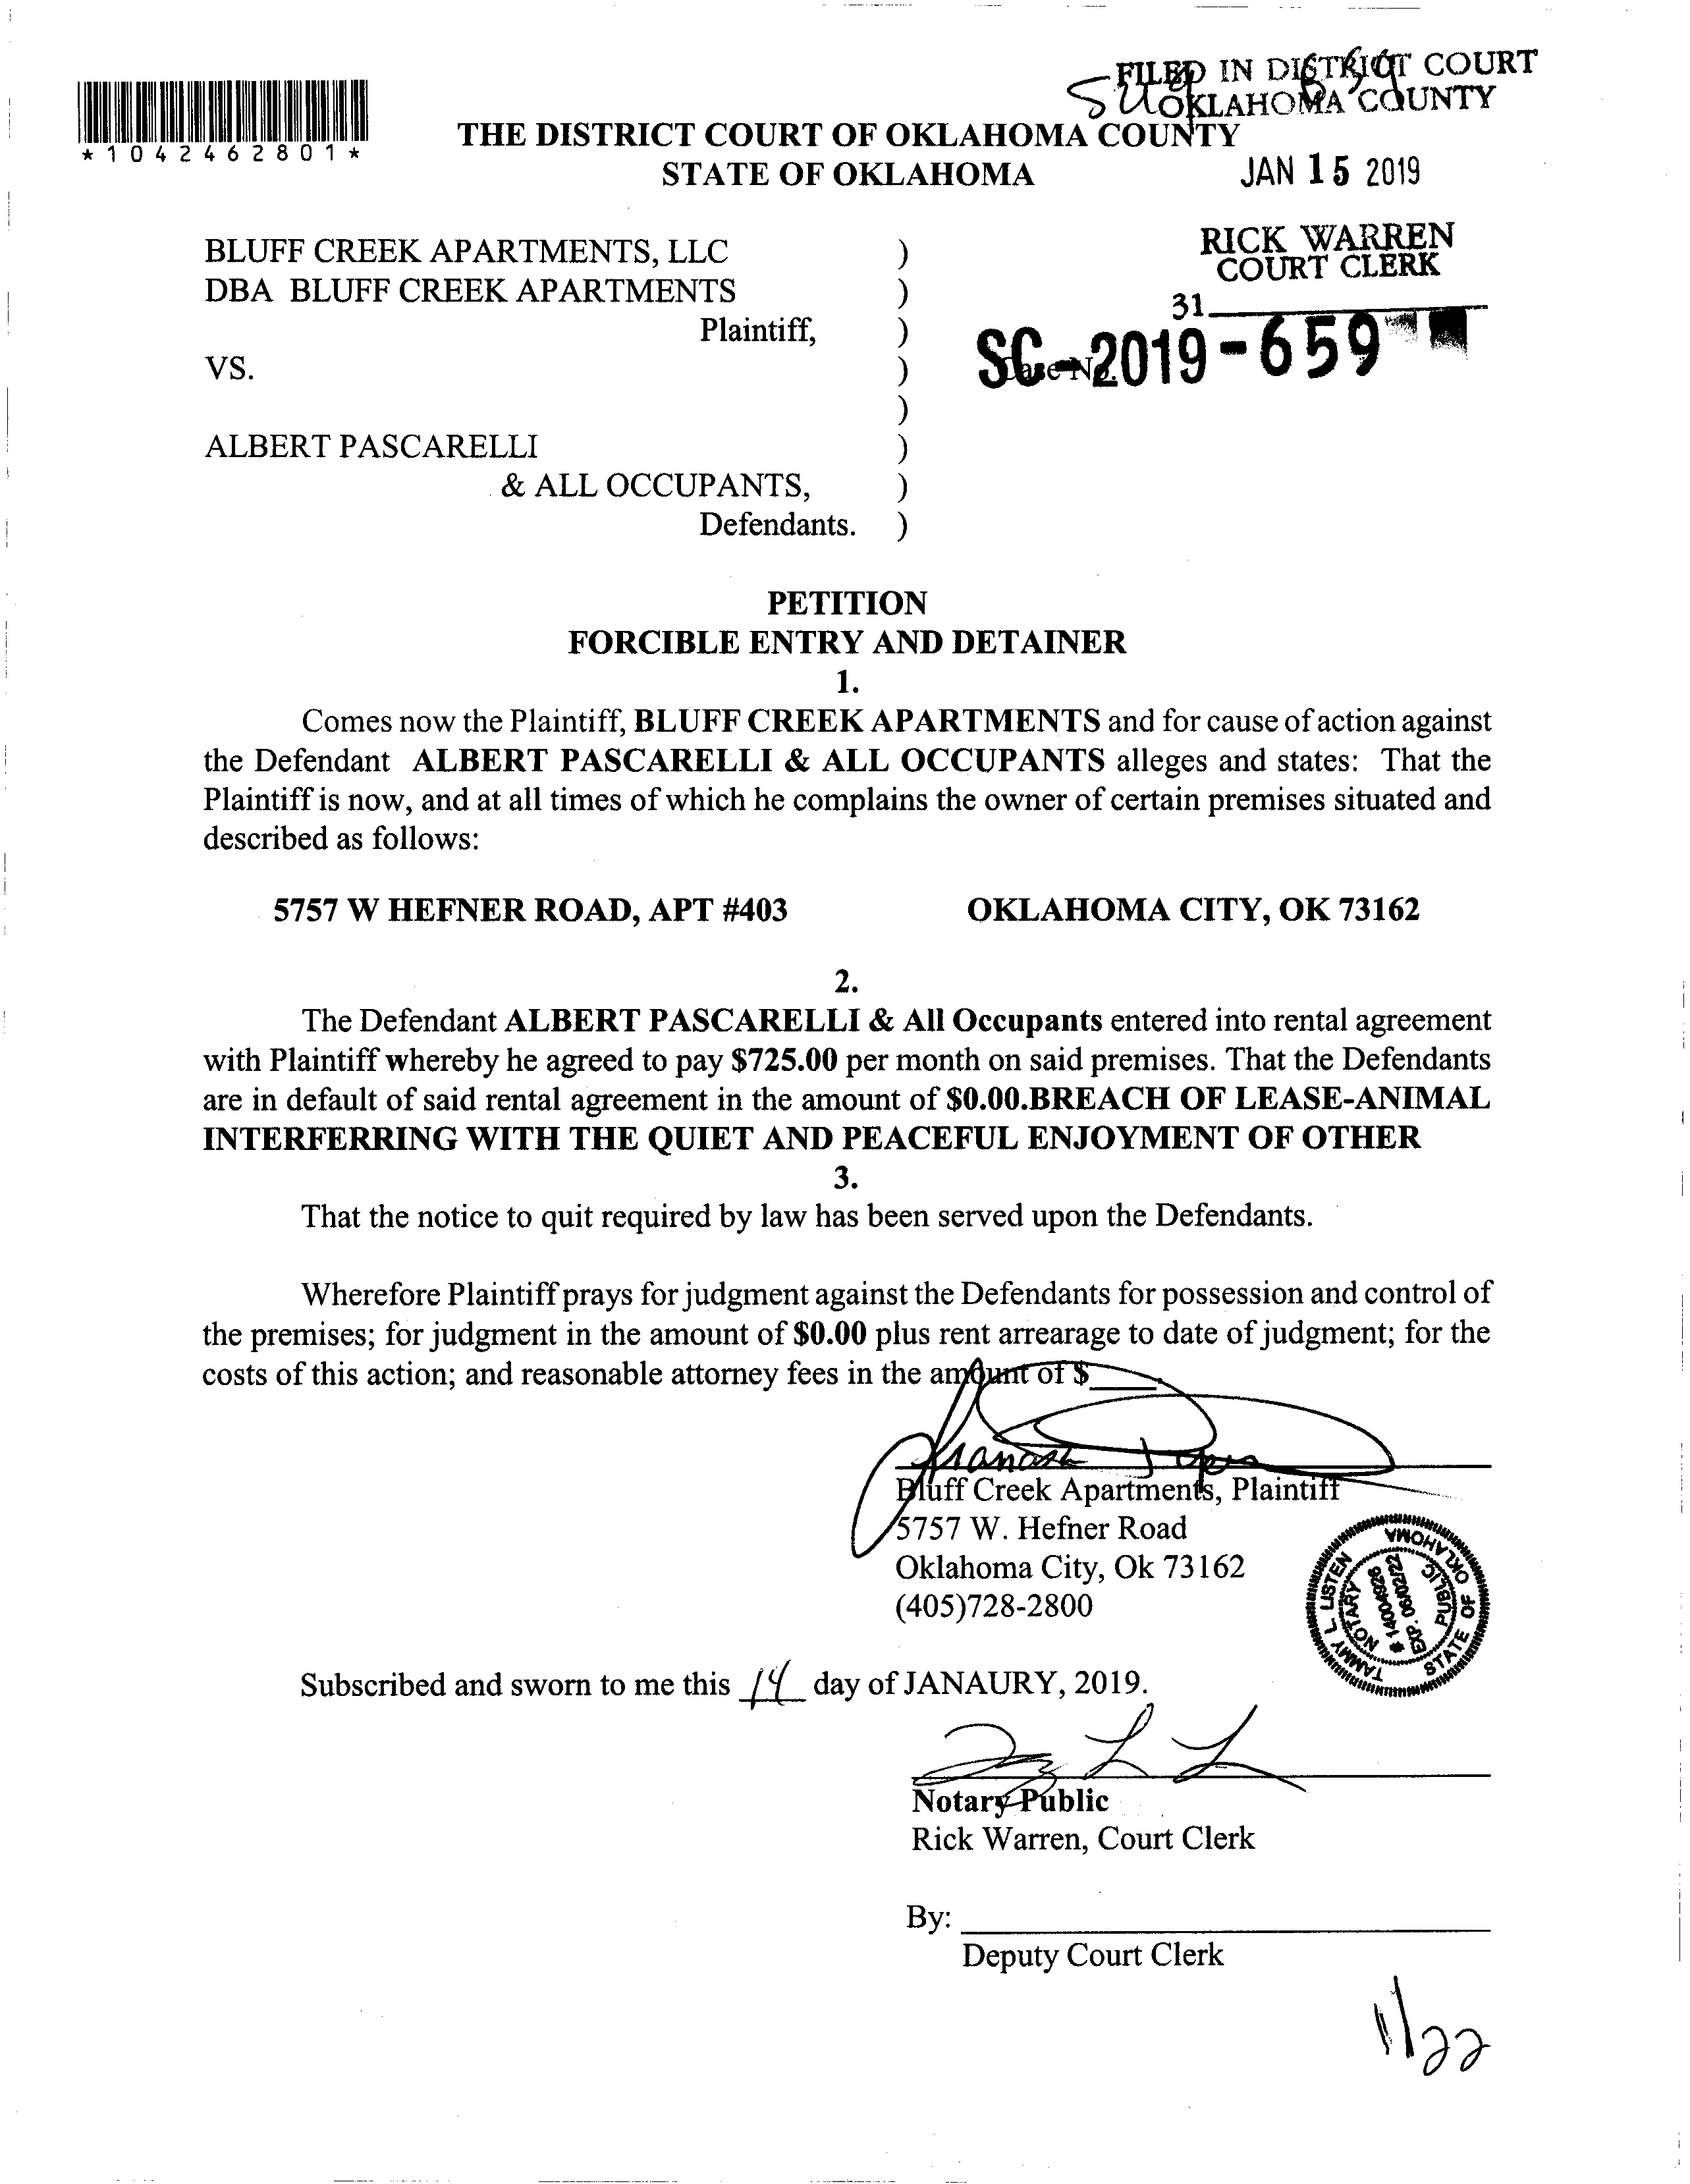 FILED IN DISTRICT COURT
OKLAHOMA COUNTY
*1042462801*
THE DISTRICT COURT OF OKLAHOMA COUNTY
STATE OF OKLAHOMA
JAN 15 2019
RICK WARREN
COURT CLERK
31
BLUFF CREEK APARTMENTS, LLC )
DBA BLUFF CREEK APARTMENTS )
Plaintiff, )
SC-2019-659
Case No.
VS. )
)
ALBERT PASCARELLI )
& ALL OCCUPANTS, )
Defendants. )
PETITION
FORCIBLE ENTRY AND DETAINER
1.
Comes now the Plaintiff, BLUFF CREEK APARTMENTS and for cause of action against
the Defendant ALBERT PASCARELLI & ALL OCCUPANTS alleges and states: That the
Plaintiff is now, and at all times of which he complains the owner of certain premises situated and
described as follows:
5757 W HEFNER ROAD, APT #403 OKLAHOMA CITY, OK 73162
2.
The Defendant ALBERT PASCARELLI & All Occupants entered into rental agreement
with Plaintiff whereby he agreed to pay $725.00 per month on said premises. That the Defendants
are in default of said rental agreement in the amount of $0.00.BREACH OF LEASE-ANIMAL
INTERFERRING WITH THE QUIET AND PEACEFUL ENJOYMENT OF OTHER
3.
That the notice to quit required by law has been served upon the Defendants.
Wherefore Plaintiff prays for judgment against the Defendants for possession and control of
the premises; for judgment in the amount of $0.00 plus rent arrearage to date of judgment; for the
costs of this action; and reasonable attorney fees in the amount of $_____.
Bluff Creek Apartments, Plaintiff
5757 W. Hefner Road
Oklahoma City, Ok 73162
(405)728-2800
TAMMY L. LISTEN
STATE OF OKLAHOMA
NOTARY PUBLIC
# 14004926
EXP. 06/02/22
Subscribed and sworn to me this 14 day of JANAURY, 2019.
Notary Public
Rick Warren, Court Clerk
By:
Deputy Court Clerk
1/22